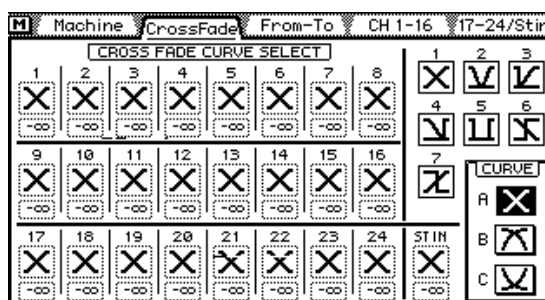 M Machine CrossFade From-To CH 1-16 17-24/Stin
CROSS FADE CURVE SELECT
1 2 3 4 5 6 7 8
-∞ -∞ -∞ -∞ -∞ -∞ -∞ -∞
9 10 11 12 13 14 15 16
-∞ -∞ -∞ -∞ -∞ -∞ -∞ -∞
17 18 19 20 21 22 23 24 ST IN
-∞ -∞ -∞ -∞ -∞ -∞ -∞ -∞ -∞
1 2 3
4 5 6
7
CURVE
A
B
C